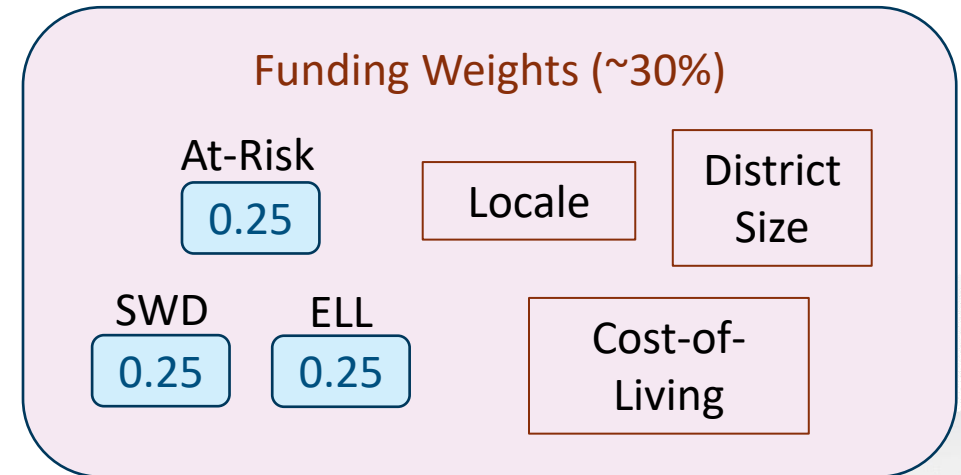 Funding Weights (~30%)
At-Risk
0.25
Locale
District
Size
SWD
0.25
ELL
0.25
Cost-of-
Living